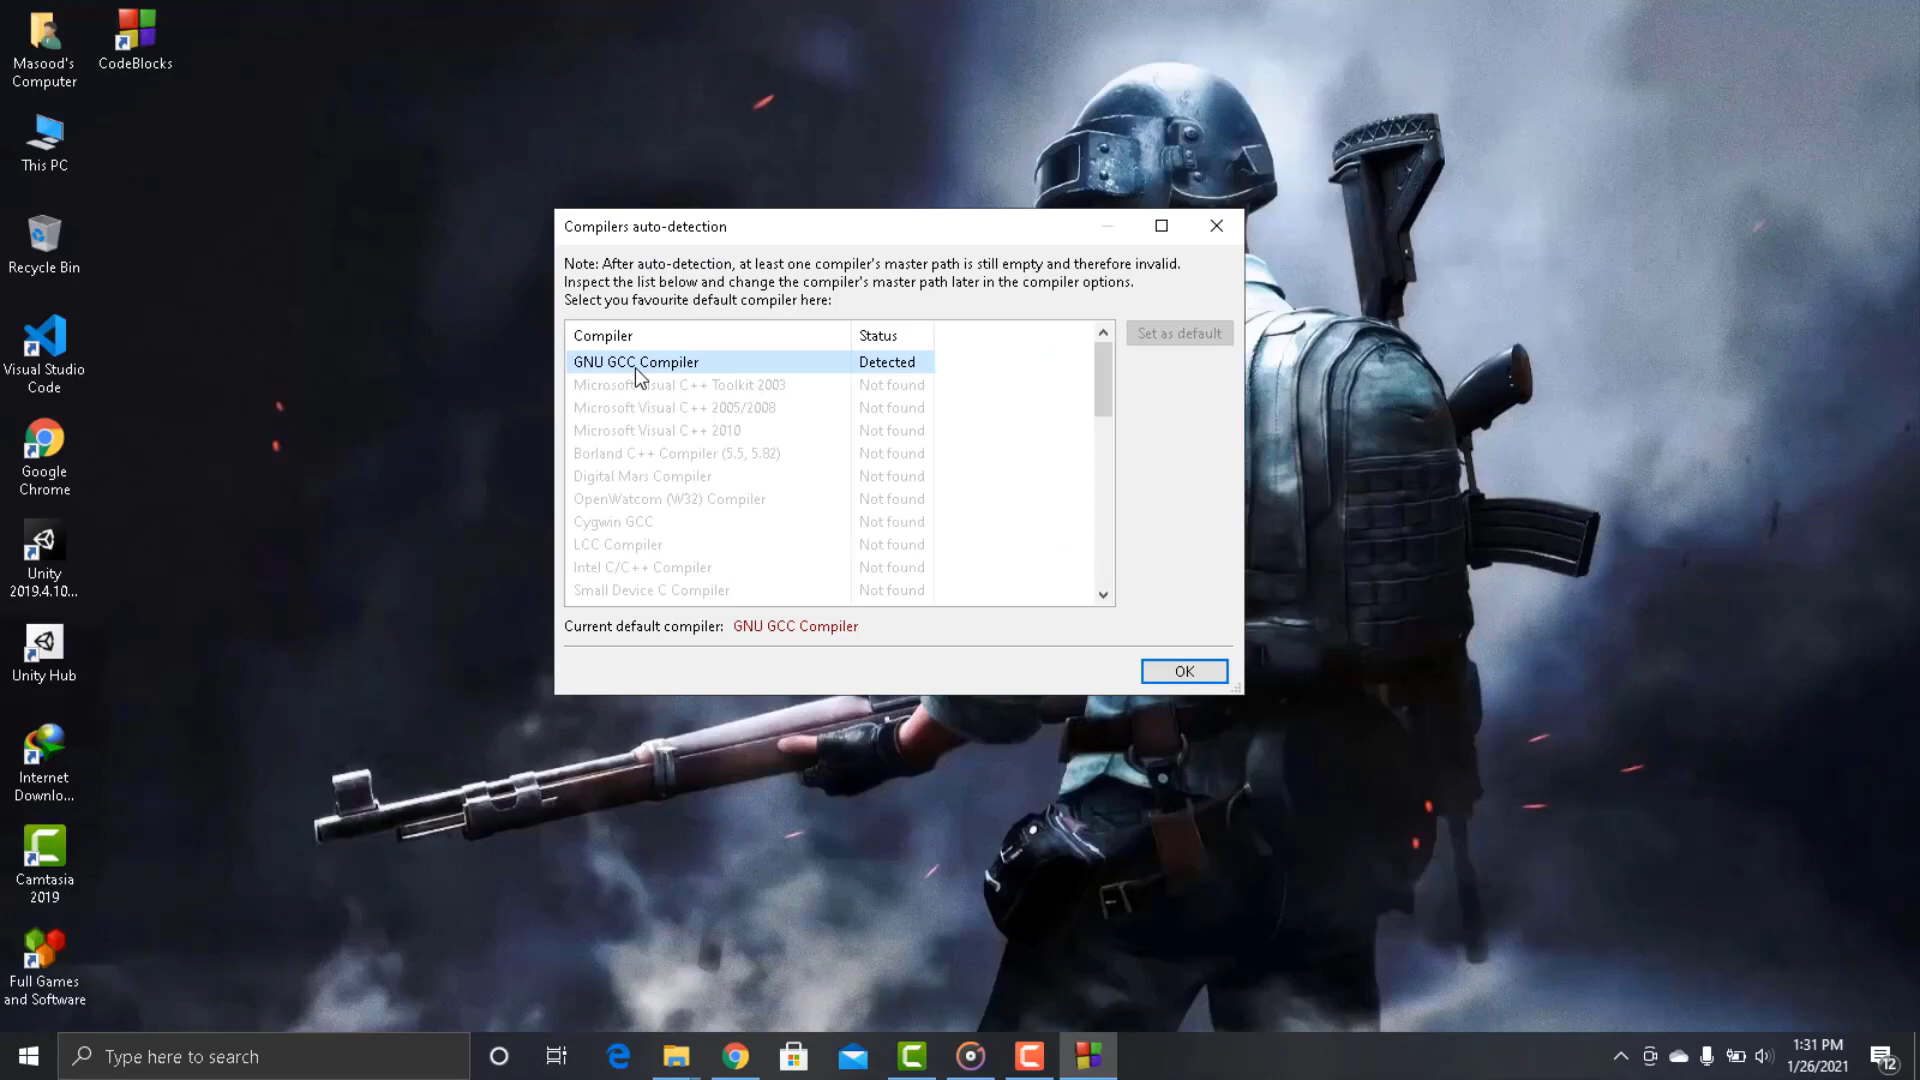 Masood's
Computer
CodeBlocks
This PC
Recycle Bin
Visual Studio
Code
Google
Chrome
Unity
2019.4.10...
Unity Hub
Internet
Downlo...
Camtasia
2019
Full Games
and Software
Compilers auto-detection
Note: After auto-detection, at least one compiler's master path is still empty and therefore invalid.
Inspect the list below and change the compiler's master path later in the compiler options.
Select you favourite default compiler here:
Compiler Status
Set as default
GNU GCC Compiler Detected
Microsoft Visual C++ Toolkit 2003 Not found
Microsoft Visual C++ 2005/2008 Not found
Microsoft Visual C++ 2010 Not found
Borland C++ Compiler (5.5, 5.82) Not found
Digital Mars Compiler Not found
OpenWatcom (W32) Compiler Not found
Cygwin GCC Not found
LCC Compiler Not found
Intel C/C++ Compiler Not found
Small Device C Compiler Not found
Current default compiler: GNU GCC Compiler
OK
Type here to search
1:31 PM
1/26/2021
12